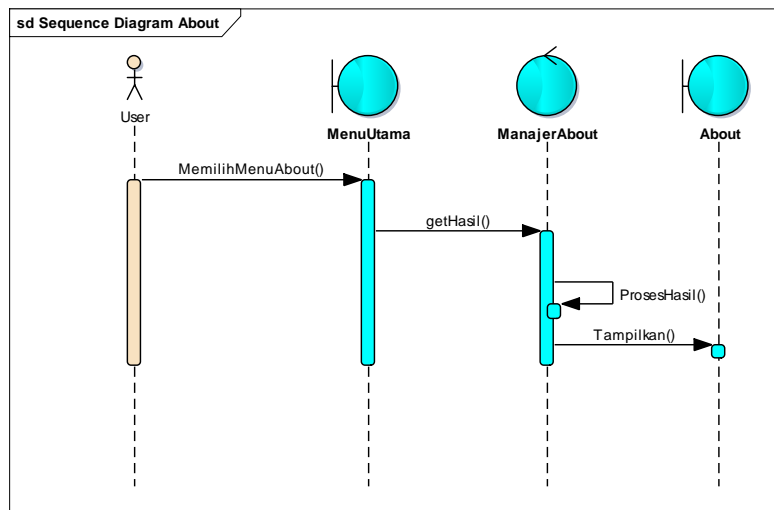 sd Sequence Diagram About
User
MenuUtama
ManajerAbout
About
MemilihMenuAbout()
getHasil()
ProsesHasil()
Tampilkan()